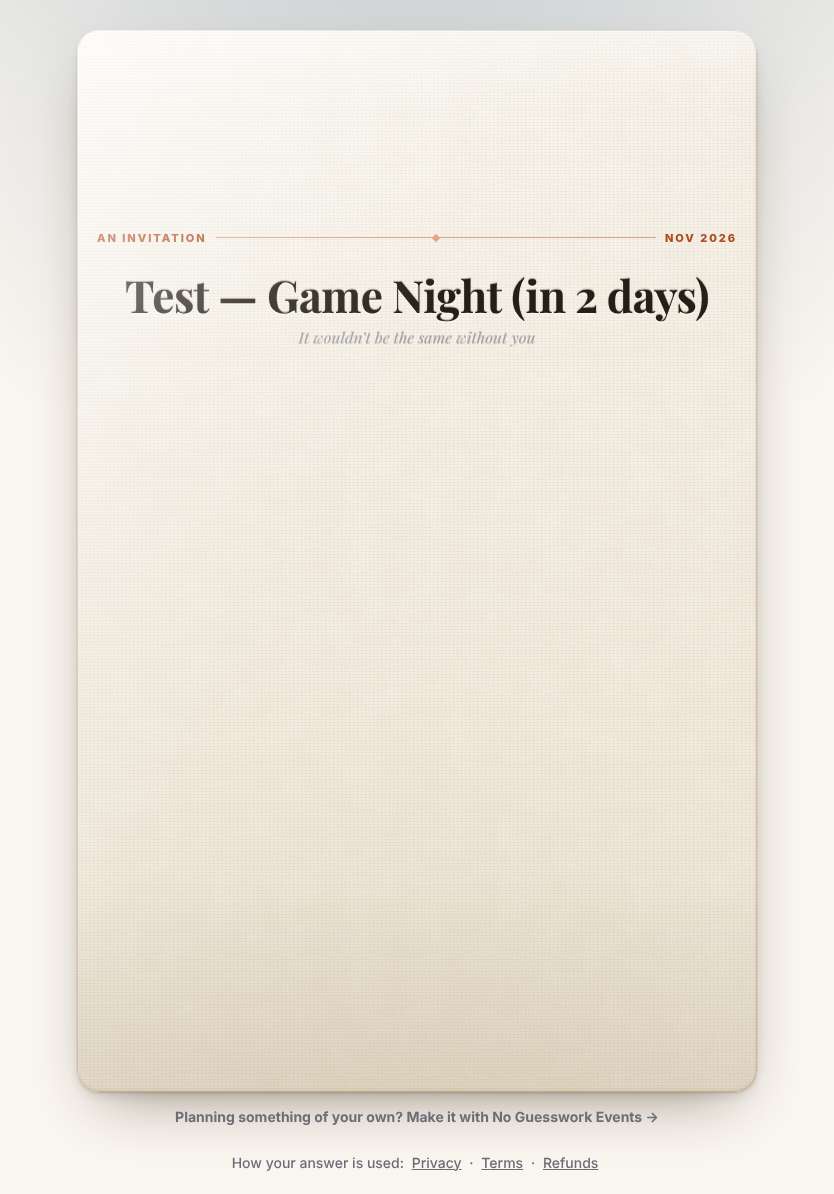 AN INVITATION NOV 2026
Test — Game Night (in 2 days)
It wouldn't be the same without you
Planning something of your own? Make it with No Guesswork Events →
How your answer is used: Privacy · Terms · Refunds